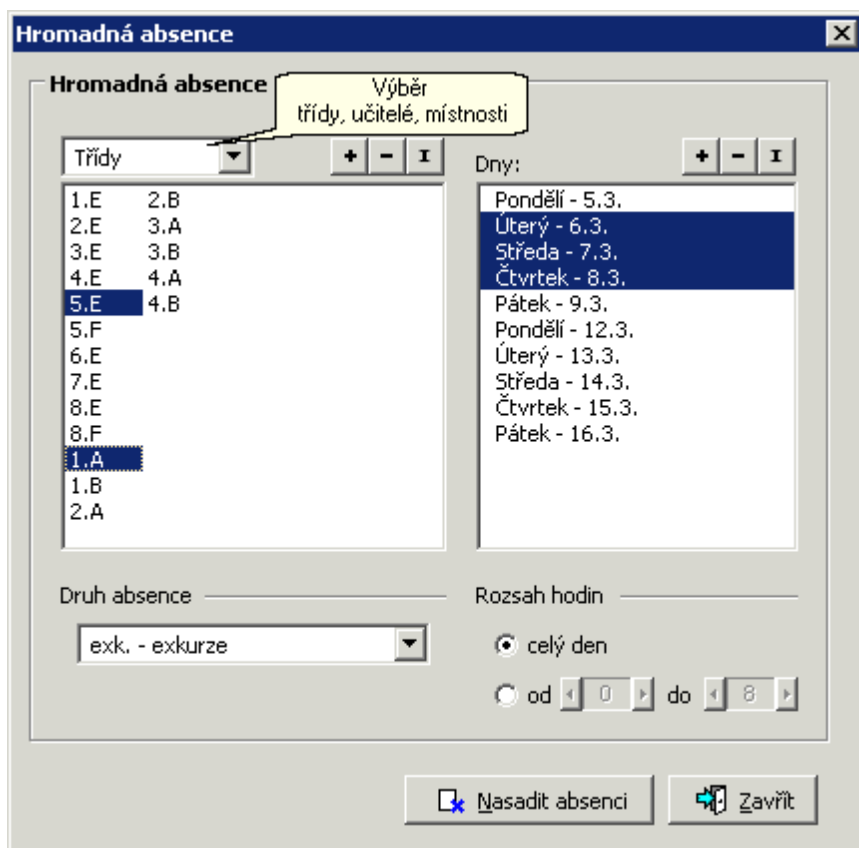 Hromadná absence
Hromadná absence
Výběr
třídy, učitelé, místnosti
Třídy
+ - I
Dny:
+ - I
1.E 2.B
2.E 3.A
3.E 3.B
4.E 4.A
5.E 4.B
5.F
6.E
7.E
8.E
8.F
1.A
1.B
2.A
Pondělí - 5.3.
Úterý - 6.3.
Středa - 7.3.
Čtvrtek - 8.3.
Pátek - 9.3.
Pondělí - 12.3.
Úterý - 13.3.
Středa - 14.3.
Čtvrtek - 15.3.
Pátek - 16.3.
Druh absence
exk. - exkurze
Rozsah hodin
celý den
od 0 do 8
Nasadit absenci
Zavřít